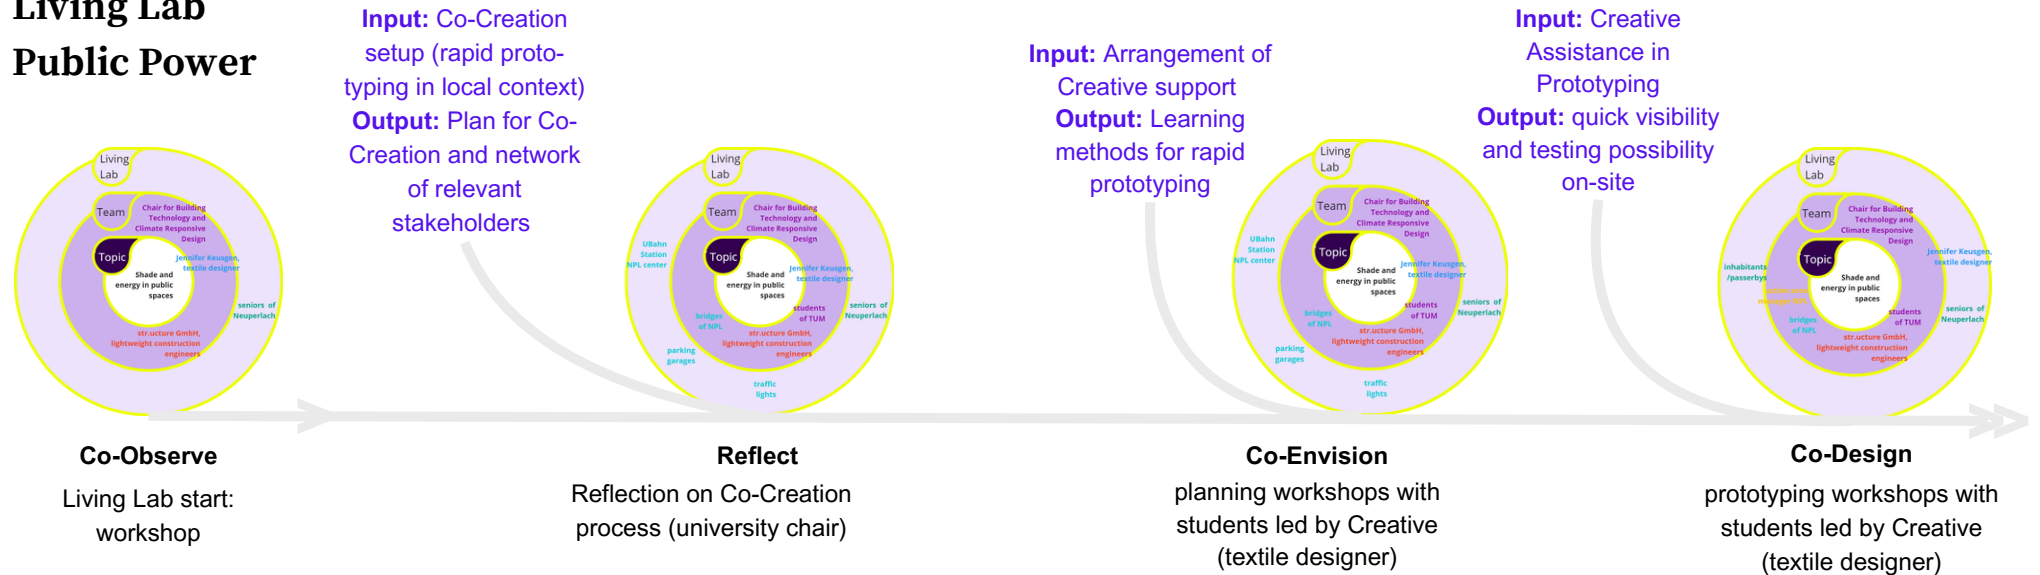 Living Lab
Public Power
Input: Co-Creation
setup (rapid proto-
typing in local context)
Output: Plan for Co-
Creation and network
of relevant
stakeholders
Input: Arrangement of
Creative support
Output: Learning
methods for rapid
prototyping
Input: Creative
Assistance in
Prototyping
Output: quick visibility
and testing possibility
on-site
Living
Lab
Team
Chair for Building
Technology and
Climate Responsive
Design
Topic
Jennifer Keusgen,
textile designer
Shade and
energy in public
spaces
seniors of
Neuperlach
str.ucture GmbH,
lightweight construction
engineers
Living
Lab
Team
Chair for Building
Technology and
Climate Responsive
Design
UBahn
Station
NPL center
Topic
Jennifer Keusgen,
textile designer
Shade and
energy in public
spaces
students
of TUM
seniors of
Neuperlach
bridges
of NPL
str.ucture GmbH,
lightweight construction
engineers
parking
garages
traffic
lights
Living
Lab
Team
Chair for Building
Technology and
Climate Responsive
Design
UBahn
Station
NPL center
Topic
Jennifer Keusgen,
textile designer
Shade and
energy in public
spaces
students
of TUM
seniors of
Neuperlach
bridges
of NPL
str.ucture GmbH,
lightweight construction
engineers
parking
garages
traffic
lights
Living
Lab
Team
Chair for Building
Technology and
Climate Responsive
Design
Topic
Jennifer Keusgen,
textile designer
inhabitants
/passerbys
Shade and
energy in public
spaces
manager NPL
students
of TUM
seniors of
Neuperlach
bridges
of NPL
str.ucture GmbH,
lightweight construction
engineers
Co-Observe
Living Lab start:
workshop
Reflect
Reflection on Co-Creation
process (university chair)
Co-Envision
planning workshops with
students led by Creative
(textile designer)
Co-Design
prototyping workshops with
students led by Creative
(textile designer)